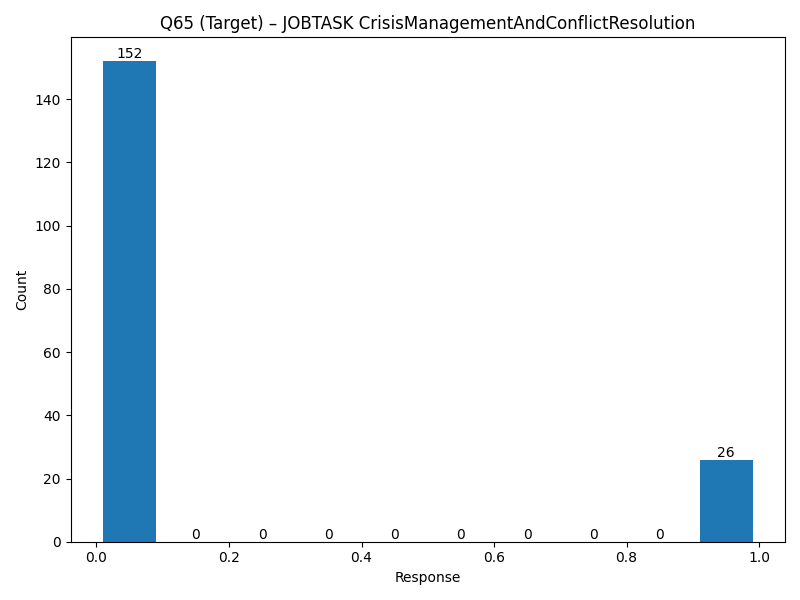 Q65 (Target) – JOBTASK CrisisManagementAndConflictResolution
152
140
120
100
80
60
40
20
0
Count
26
0 0 0 0 0 0 0 0
0.0 0.2 0.4 0.6 0.8 1.0
Response